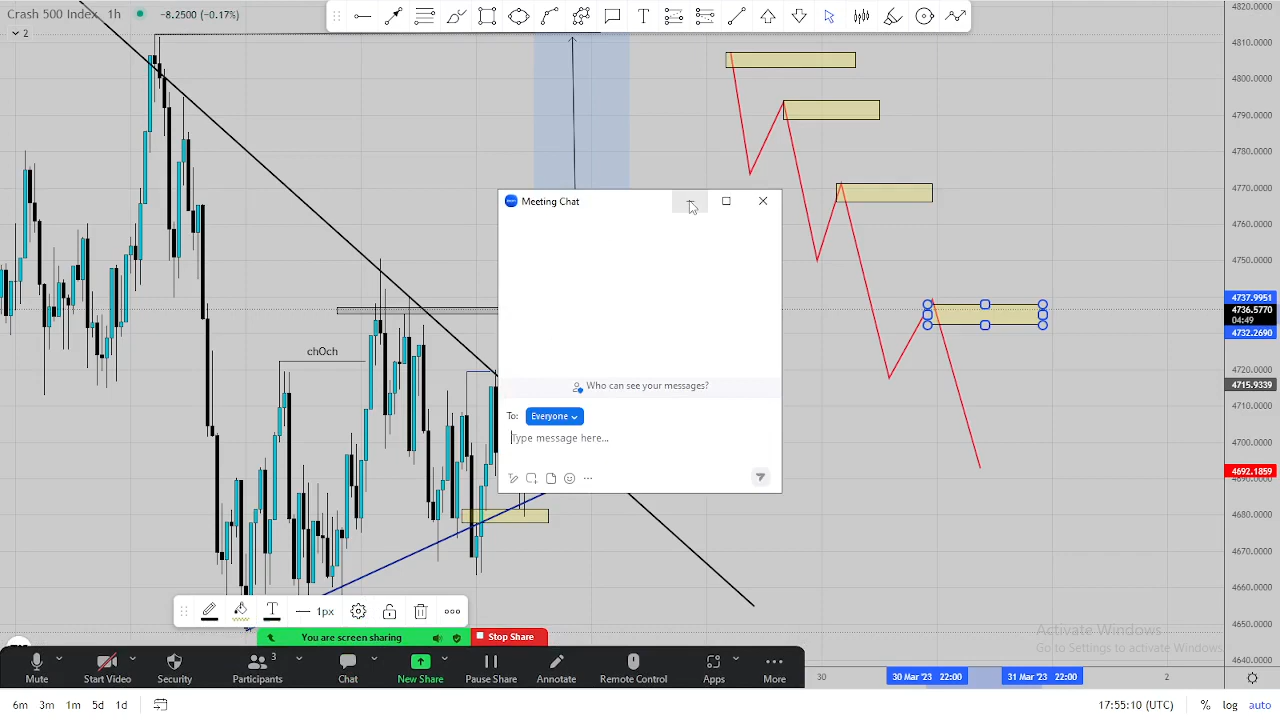 Crash 500 Index 1h -8.2500 (−0.17%)
2
T
4820.0000
4810.0000
4800.0000
4790.0000
4780.0000
4770.0000
4760.0000
4750.0000
4737.9951
4736.5770
04:49
4732.2690
4720.0000
4715.9339
4710.0000
4700.0000
4692.1859
4690.0000
4680.0000
4670.0000
4660.0000
4650.0000
4640.0000
chOch
Meeting Chat
Who can see your messages?
To: Everyone
Type message here...
T 1px
You are screen sharing Stop Share
Activate Windows
Go to Settings to activate Windows.
Mute Start Video Security Participants 3 Chat New Share Pause Share Annotate Remote Control Apps More
30 30 Mar '23 22:00 31 Mar '23 22:00 2
6m 3m 1m 5d 1d 17:55:10 (UTC) % log auto